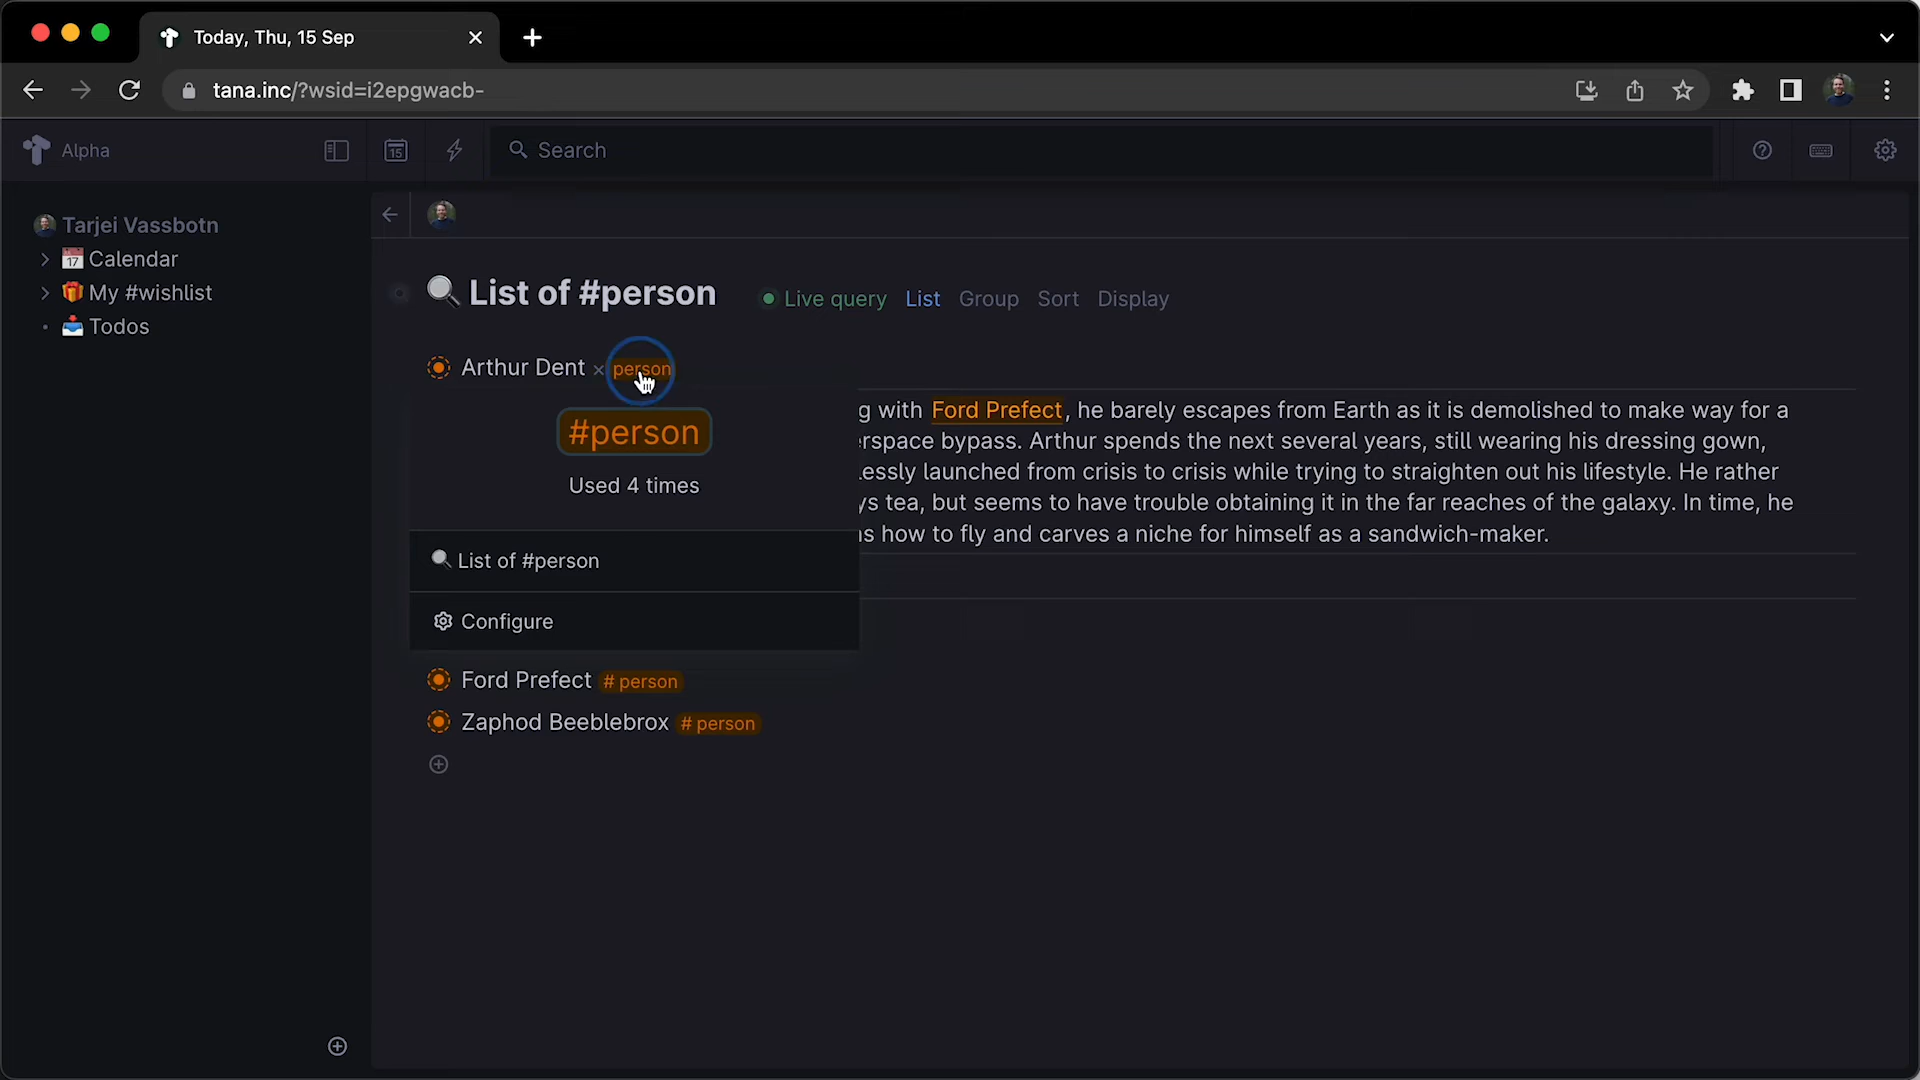 Today, Thu, 15 Sep
tana.inc/?wsid=i2epgwacb-
Alpha
15
Search
Tarjei Vassbotn
17 Calendar
My #wishlist
Todos
List of #person
Live query List Group Sort Display
Arthur Dent × person
g with Ford Prefect, he barely escapes from Earth as it is demolished to make way for a
#person
rspace bypass. Arthur spends the next several years, still wearing his dressing gown,
lessly launched from crisis to crisis while trying to straighten out his lifestyle. He rather
Used 4 times
ys tea, but seems to have trouble obtaining it in the far reaches of the galaxy. In time, he
s how to fly and carves a niche for himself as a sandwich-maker.
List of #person
Configure
Ford Prefect # person
Zaphod Beeblebrox # person